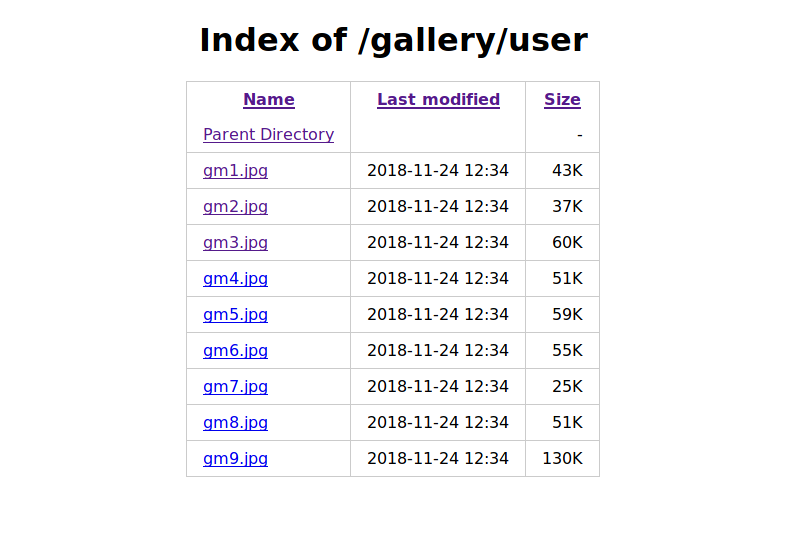 Index of /gallery/user
Name Last modified Size
Parent Directory -
gm1.jpg 2018-11-24 12:34 43K
gm2.jpg 2018-11-24 12:34 37K
gm3.jpg 2018-11-24 12:34 60K
gm4.jpg 2018-11-24 12:34 51K
gm5.jpg 2018-11-24 12:34 59K
gm6.jpg 2018-11-24 12:34 55K
gm7.jpg 2018-11-24 12:34 25K
gm8.jpg 2018-11-24 12:34 51K
gm9.jpg 2018-11-24 12:34 130K